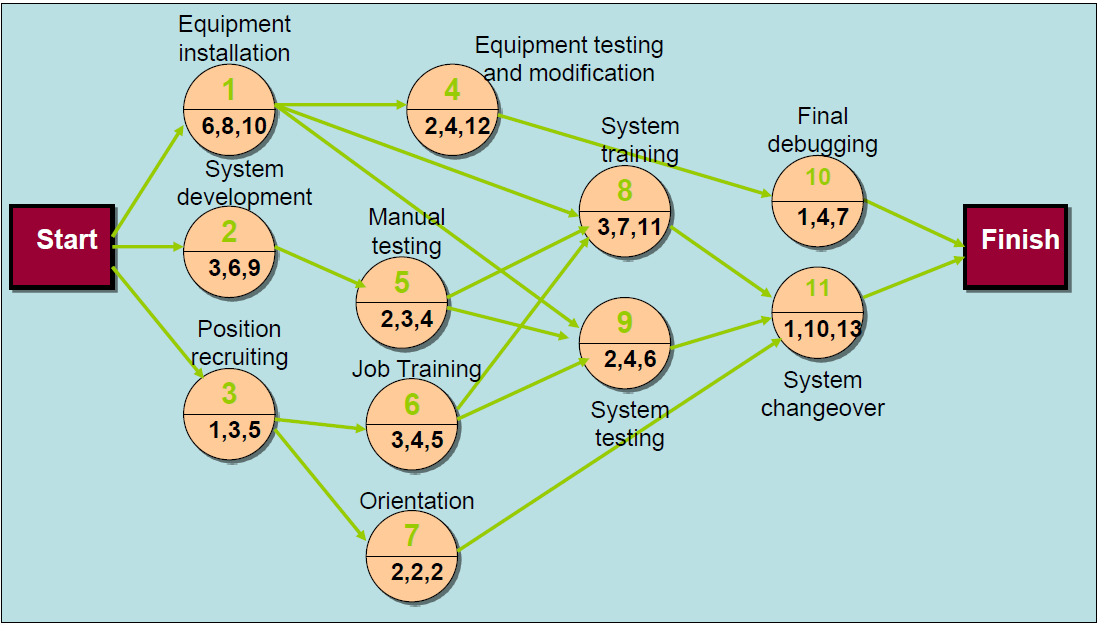 Equipment
installation
1
6,8,10
Equipment testing
and modification
4
2,4,12
System
training
8
3,7,11
Final
debugging
10
1,4,7
System
development
2
3,6,9
Start
Manual
testing
5
2,3,4
Finish
11
1,10,13
System
changeover
Position
recruiting
3
1,3,5
Job Training
6
3,4,5
9
2,4,6
System
testing
Orientation
7
2,2,2